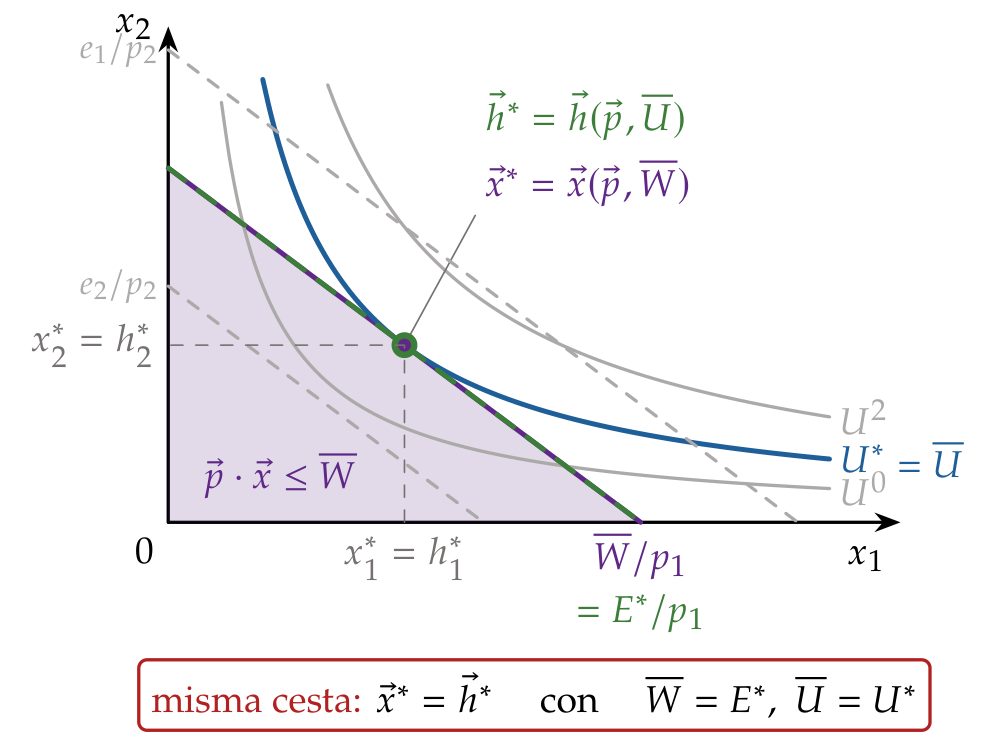 x₂
e₁/p₂
h⃗* = h⃗(p⃗, U̅)
x⃗* = x⃗(p⃗, W̅)
e₂/p₂
x₂* = h₂*
U²
U* = U̅
U⁰
p⃗ · x⃗ ≤ W̅
0
x₁* = h₁*
W̅/p₁
x₁
= E*/p₁
misma cesta: x⃗* = h⃗* con W̅ = E*, U̅ = U*